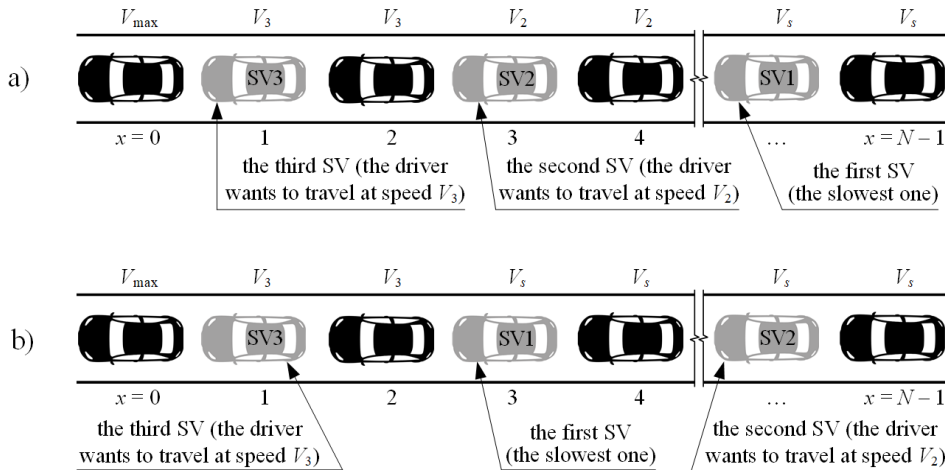 V_max V_3 V_3 V_2 V_2 V_s V_s
a) SV3 SV2 SV1
x = 0 1 2 3 4 ... x = N – 1
the third SV (the driver
wants to travel at speed V_3)
the second SV (the driver
wants to travel at speed V_2)
the first SV
(the slowest one)
V_max V_3 V_3 V_s V_s V_s V_s
b) SV3 SV1 SV2
x = 0 1 2 3 4 ... x = N – 1
the third SV (the driver
wants to travel at speed V_3)
the first SV
(the slowest one)
the second SV (the driver
wants to travel at speed V_2)